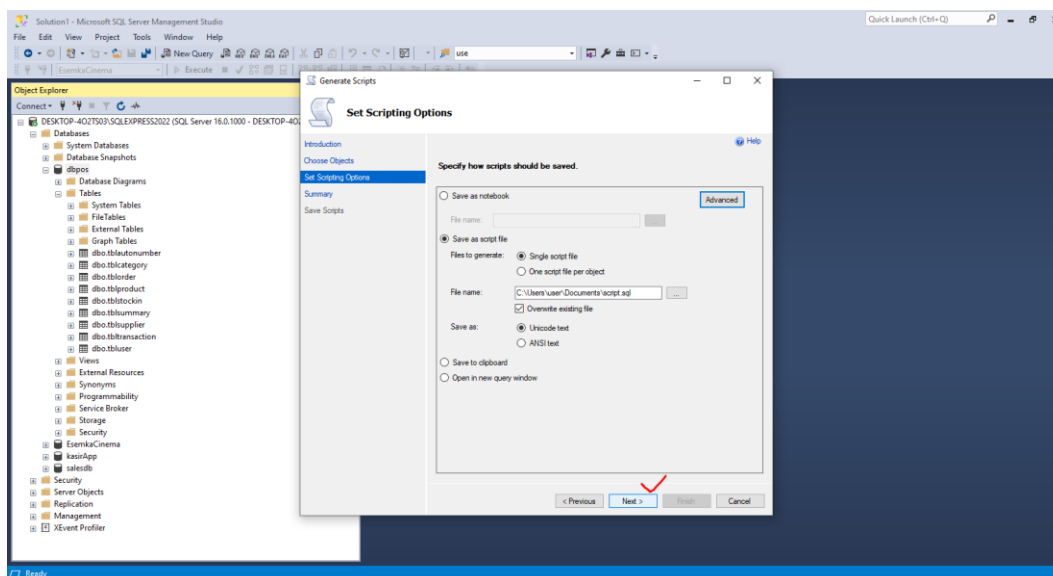 Solution1 - Microsoft SQL Server Management Studio
Quick Launch (Ctrl+Q)
File Edit View Project Tools Window Help
New Query
use
EsemkaCinema
Execute
Object Explorer
Connect
DESKTOP-4O2TS03\SQLEXPRESS2022 (SQL Server 16.0.1000 - DESKTOP-4O2
Databases
System Databases
Database Snapshots
dbpos
Database Diagrams
Tables
System Tables
FileTables
External Tables
Graph Tables
dbo.tblautonumber
dbo.tblcategory
dbo.tblorder
dbo.tblproduct
dbo.tblstockin
dbo.tblsummary
dbo.tblsupplier
dbo.tbltransaction
dbo.tbluser
Views
External Resources
Synonyms
Programmability
Service Broker
Storage
Security
EsemkaCinema
kasirApp
salesdb
Security
Server Objects
Replication
Management
XEvent Profiler
Generate Scripts
Set Scripting Options
Introduction
Choose Objects
Set Scripting Options
Summary
Save Scripts
Help
Specify how scripts should be saved.
Save as notebook
Advanced
File name:
...
Save as script file
Files to generate: Single script file
One script file per object
File name: C:\Users\user\Documents\script.sql ...
Overwrite existing file
Save as: Unicode text
ANSI text
Save to clipboard
Open in new query window
< Previous Next > Finish Cancel
Ready